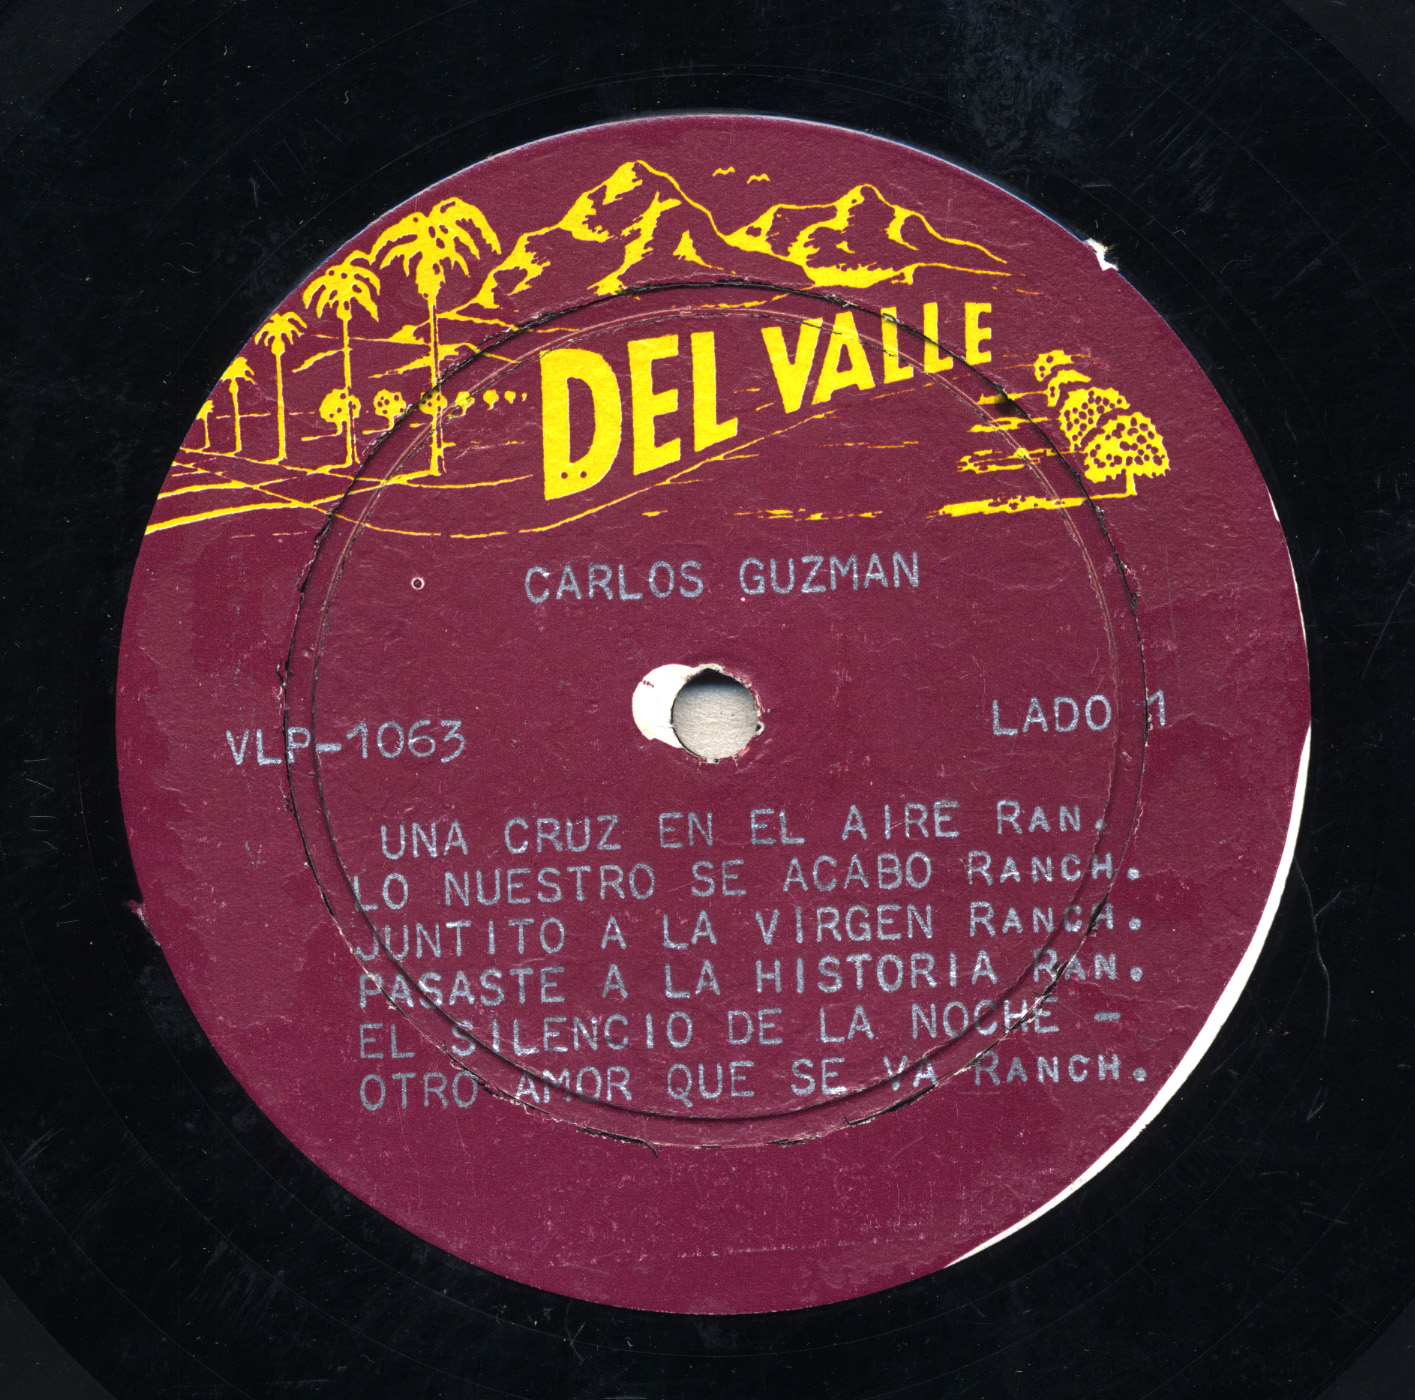 DEL VALLE
CARLOS GUZMAN
VLP-1063
LADO 1
UNA CRUZ EN EL AIRE RAN.
LO NUESTRO SE ACABO RANCH.
JUNTITO A LA VIRGEN RANCH.
PASASTE A LA HISTORIA RAN.
EL SILENCIO DE LA NOCHE -
OTRO AMOR QUE SE VA RANCH.